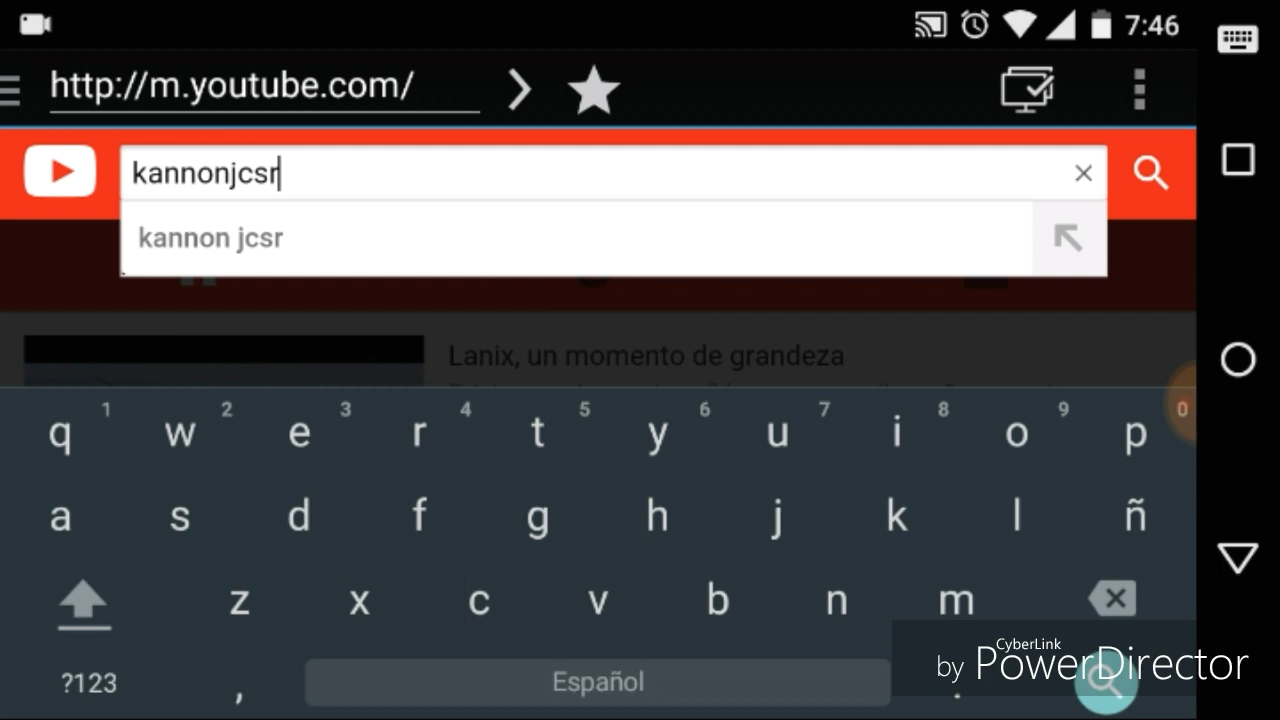 7:46
http://m.youtube.com/
kannonjcsr
kannon jcsr
Lanix, un momento de grandeza
1 2 3 4 5 6 7 8 9 0
q w e r t y u i o p
a s d f g h j k l ñ
z x c v b n m
?123 , Español .
CyberLink
by PowerDirector